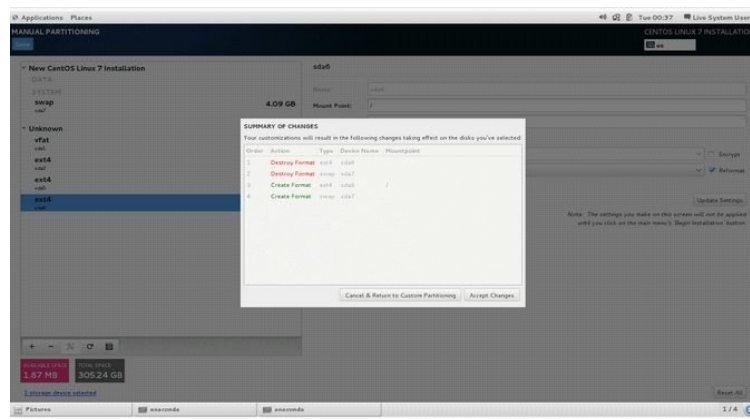 Applications Places
Tue 00:37 Live System User
MANUAL PARTITIONING
CENTOS LINUX 7 INSTALLATION
Done
us
New CentOS Linux 7 Installation
DATA
SYSTEM
swap
sda7
4.09 GB
Unknown
vfat
ext4
ext4
ext4
sda6
Name:
Mount Point:
/
Encrypt
Reformat
Update Settings
Note: The settings you make on this screen will not be applied
until you click on the main menu's 'Begin Installation' button.
SUMMARY OF CHANGES
Your customizations will result in the following changes taking effect on the disks you've selected:
Order Action Type Device Name Mountpoint
1 Destroy Format ext4 sda6
2 Destroy Format swap sda7
3 Create Format ext4 sda6 /
4 Create Format swap sda7
Cancel & Return to Custom Partitioning
Accept Changes
AVAILABLE SPACE
1.87 MB
TOTAL SPACE
305.24 GB
1 storage device selected
Reset All
Pictures
anaconda
anaconda
1 / 4